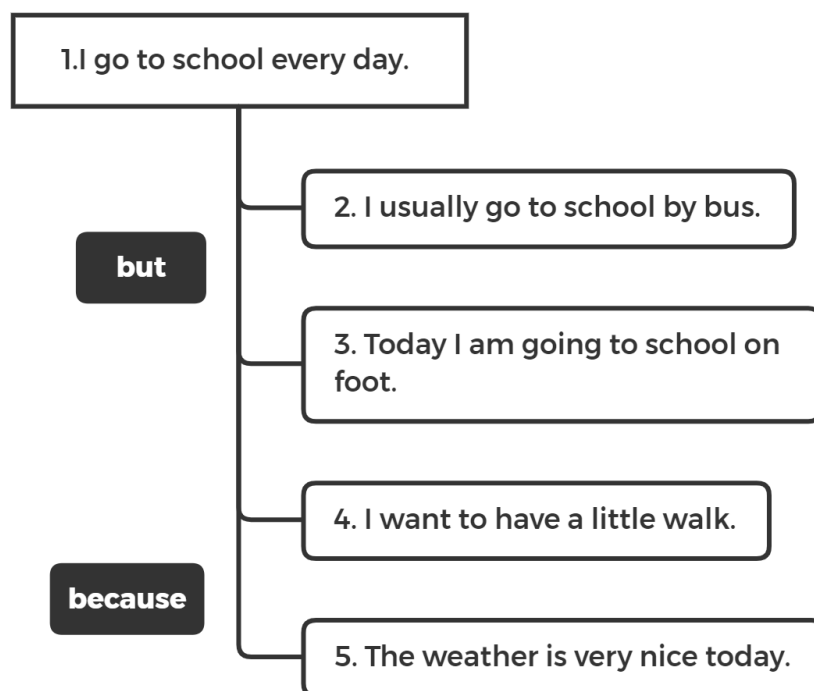 1.I go to school every day.
2. I usually go to school by bus.
but
3. Today I am going to school on
foot.
4. I want to have a little walk.
because
5. The weather is very nice today.